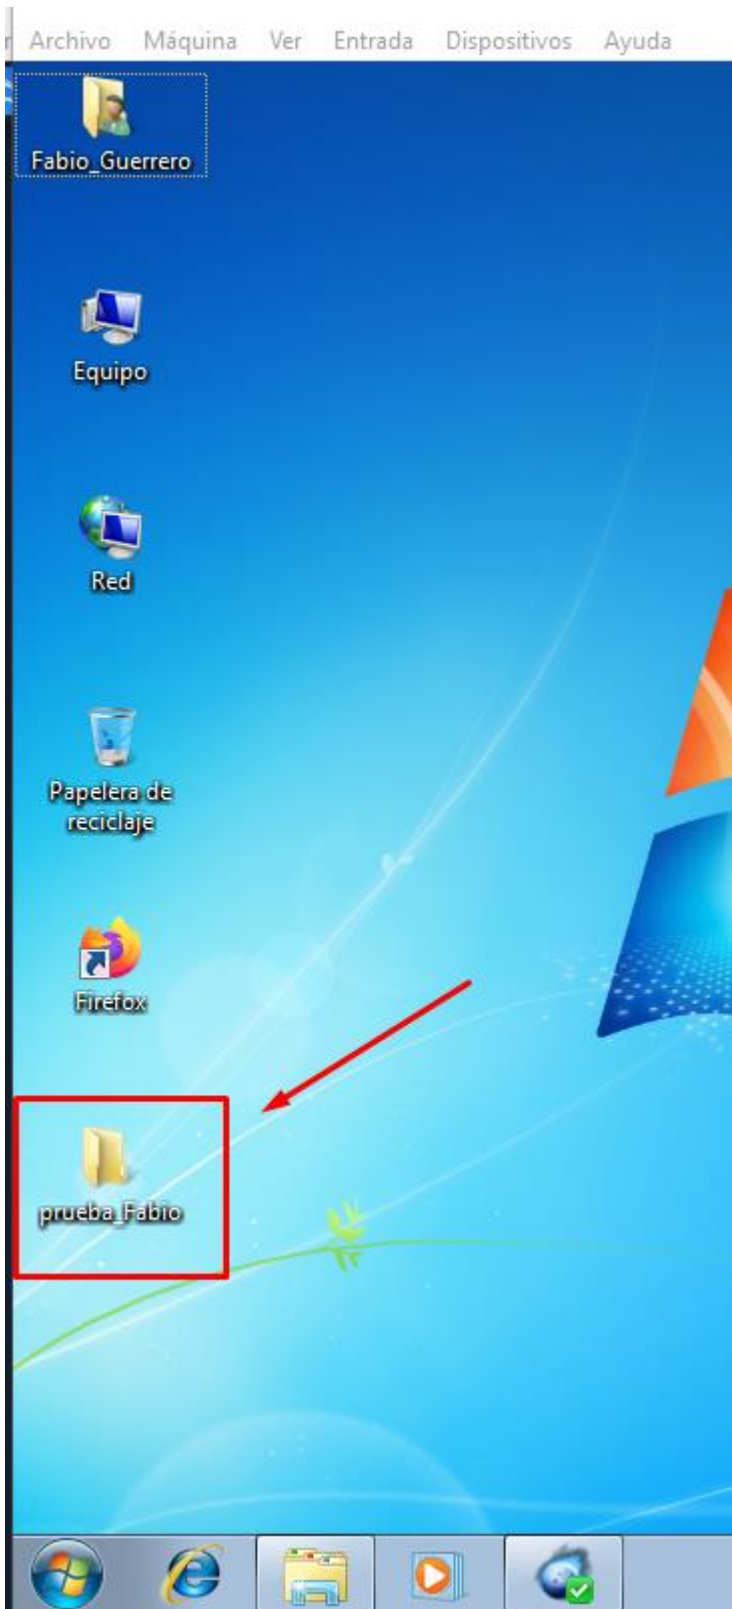 Archivo Máquina Ver Entrada Dispositivos Ayuda
Fabio_Guerrero
Equipo
Red
Papelera de
reciclaje
Firefox
prueba_Fabio